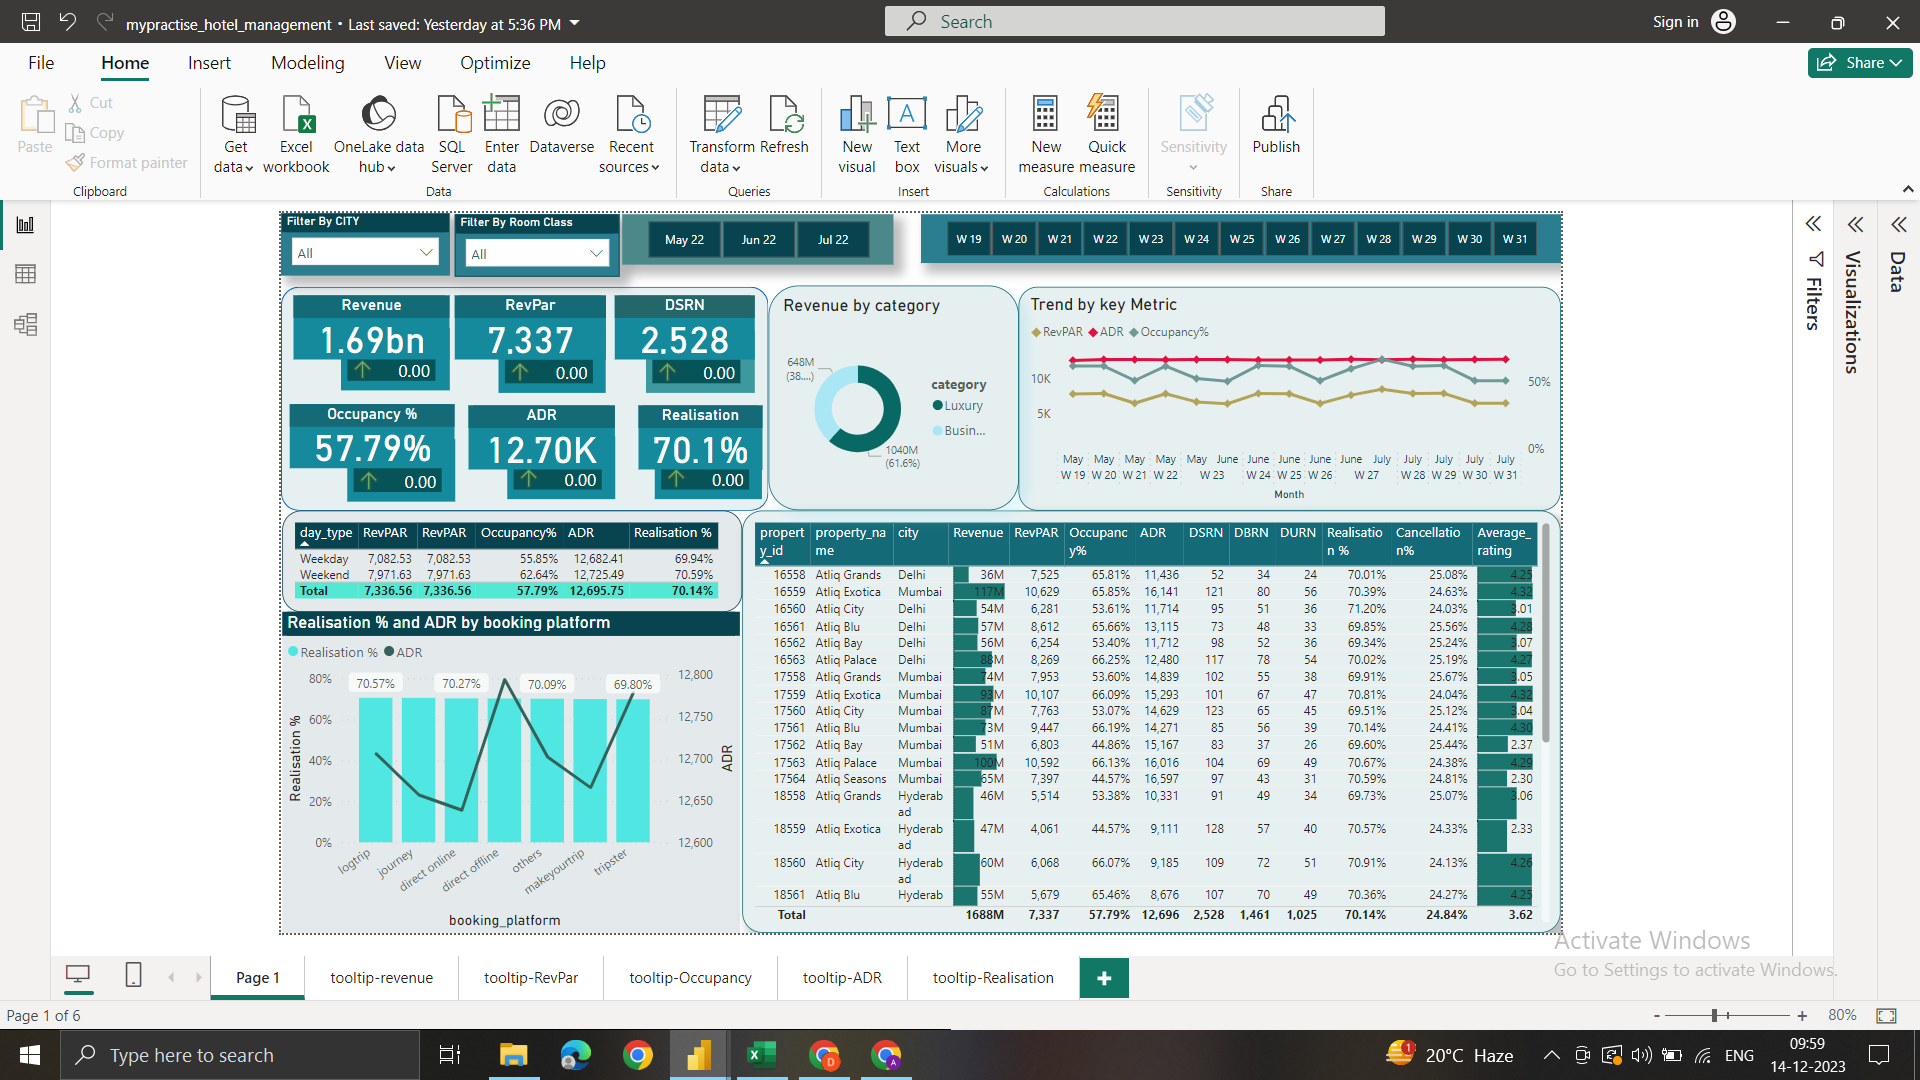 mypractise_hotel_management • Last saved: Yesterday at 5:36 PM
Search
Sign in
File Home Insert Modeling View Optimize Help
Share
Paste
Cut
Copy
Format painter
Clipboard
Get data
Excel workbook
OneLake data hub
SQL Server
Enter data
Dataverse
Recent sources
Data
Transform data
Refresh
Queries
New visual
Text box
More visuals
Insert
New measure
Quick measure
Calculations
Sensitivity
Sensitivity
Publish
Share
Filter By CITY
All
Filter By Room Class
All
May 22 Jun 22 Jul 22
W 19 W 20 W 21 W 22 W 23 W 24 W 25 W 26 W 27 W 28 W 29 W 30 W 31
Filters
Visualizations
Data
Revenue
1.69bn
0.00
RevPar
7,337
0.00
DSRN
2,528
0.00
Occupancy %
57.79%
0.00
ADR
12.70K
0.00
Realisation
70.1%
0.00
Revenue by category
648M
(38....)
1040M
(61.6%)
category
Luxury
Busin...
Trend by key Metric
RevPAR ADR Occupancy%
10K
5K
50%
0%
May May May May May June June June June June July July July July July
W 19 W 20 W 21 W 22 W 23 W 24 W 25 W 26 W 27 W 28 W 29 W 30 W 31
Month
day_type RevPAR RevPAR Occupancy% ADR Realisation %
Weekday 7,082.53 7,082.53 55.85% 12,682.41 69.94%
Weekend 7,971.63 7,971.63 62.64% 12,725.49 70.59%
Total 7,336.56 7,336.56 57.79% 12,695.75 70.14%
Realisation % and ADR by booking platform
Realisation % ADR
80%
60%
40%
20%
0%
Realisation %
70.57% 70.27% 70.09% 69.80%
12,800
12,750
12,700
12,650
12,600
ADR
logtrip journey direct online direct offline others makeyourtrip tripster
booking_platform
propert property_na city Revenue RevPAR Occupanc ADR DSRN DBRN DURN Realisatio Cancellatio Average_
y_id me y% n % n% rating
16558 Atliq Grands Delhi 36M 7,525 65.81% 11,436 52 34 24 70.01% 25.08% 4.25
16559 Atliq Exotica Mumbai 117M 10,629 65.85% 16,141 121 80 56 70.39% 24.63% 4.32
16560 Atliq City Delhi 54M 6,281 53.61% 11,714 95 51 36 71.20% 24.03% 3.01
16561 Atliq Blu Delhi 57M 8,612 65.66% 13,115 73 48 33 69.85% 25.56% 4.28
16562 Atliq Bay Delhi 56M 6,254 53.40% 11,712 98 52 36 69.34% 25.24% 3.07
16563 Atliq Palace Delhi 88M 8,269 66.25% 12,480 117 78 54 70.02% 25.19% 4.27
17558 Atliq Grands Mumbai 74M 7,953 53.60% 14,839 102 55 38 69.91% 25.67% 3.05
17559 Atliq Exotica Mumbai 93M 10,107 66.09% 15,293 101 67 47 70.81% 24.04% 4.32
17560 Atliq City Mumbai 87M 7,763 53.07% 14,629 123 65 45 69.51% 25.12% 3.04
17561 Atliq Blu Mumbai 73M 9,447 66.19% 14,271 85 56 39 70.14% 24.41% 4.30
17562 Atliq Bay Mumbai 51M 6,803 44.86% 15,167 83 37 26 69.60% 25.44% 2.37
17563 Atliq Palace Mumbai 100M 10,592 66.13% 16,016 104 69 49 70.67% 24.38% 4.29
17564 Atliq Seasons Mumbai 65M 7,397 44.57% 16,597 97 43 31 70.59% 24.81% 2.30
18558 Atliq Grands Hyderab 46M 5,514 53.38% 10,331 91 49 34 69.73% 25.07% 3.06
ad
18559 Atliq Exotica Hyderab 47M 4,061 44.57% 9,111 128 57 40 70.57% 24.33% 2.33
ad
18560 Atliq City Hyderab 60M 6,068 66.07% 9,185 109 72 51 70.91% 24.13% 4.26
ad
18561 Atliq Blu Hyderab 55M 5,679 65.46% 8,676 107 70 49 70.36% 24.27% 4.25
Total 1688M 7,337 57.79% 12,696 2,528 1,461 1,025 70.14% 24.84% 3.62
Activate Windows
Go to Settings to activate Windows.
Page 1 tooltip-revenue tooltip-RevPar tooltip-Occupancy tooltip-ADR tooltip-Realisation +
Page 1 of 6
- + 80%
Type here to search
1
20°C Haze
ENG
09:59
14-12-2023